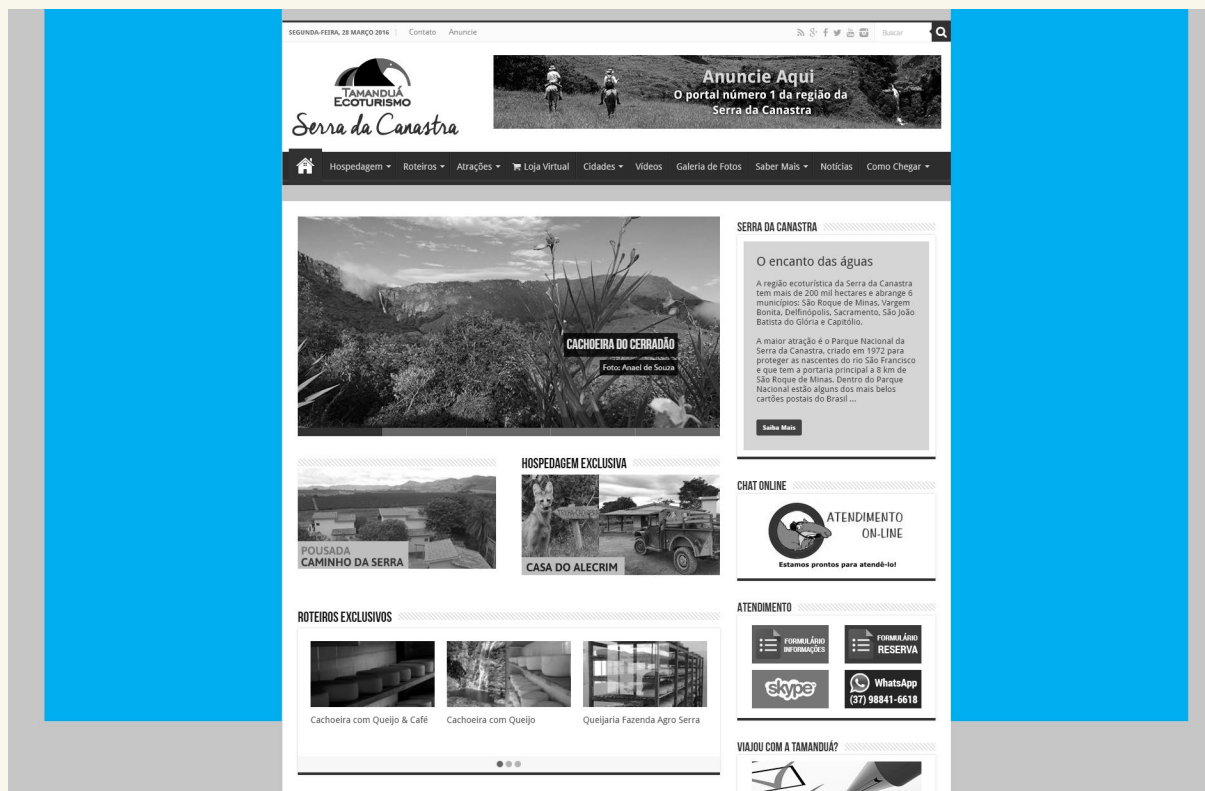 SEGUNDA-FEIRA, 28 MARÇO 2016 | Contato Anuncie
Buscar
TAMANDUÁ
ECOTURISMO
Serra da Canastra
Anuncie Aqui
O portal número 1 da região da
Serra da Canastra
Hospedagem Roteiros Atrações Loja Virtual Cidades Vídeos Galeria de Fotos Saber Mais Notícias Como Chegar
CACHOEIRA DO CERRADÃO
Foto: Anael de Souza
SERRA DA CANASTRA
O encanto das águas
A região ecoturística da Serra da Canastra
tem mais de 200 mil hectares e abrange 6
municípios: São Roque de Minas, Vargem
Bonita, Delfinópolis, Sacramento, São João
Batista do Glória e Capitólio.
A maior atração é o Parque Nacional da
Serra da Canastra, criado em 1972 para
proteger as nascentes do rio São Francisco
e que tem a portaria principal a 8 km de
São Roque de Minas. Dentro do Parque
Nacional estão alguns dos mais belos
cartões postais do Brasil ...
Saiba Mais
POUSADA
CAMINHO DA SERRA
HOSPEDAGEM EXCLUSIVA
CASA DO ALECRIM
CHAT ONLINE
ATENDIMENTO
ON-LINE
Estamos prontos para atendê-lo!
ROTEIROS EXCLUSIVOS
Cachoeira com Queijo & Café
Cachoeira com Queijo
Queijaria Fazenda Agro Serra
ATENDIMENTO
FORMULÁRIO
INFORMAÇÕES
FORMULÁRIO
RESERVA
skype
WhatsApp
(37) 98841-6618
VIAJOU COM A TAMANDUÁ?